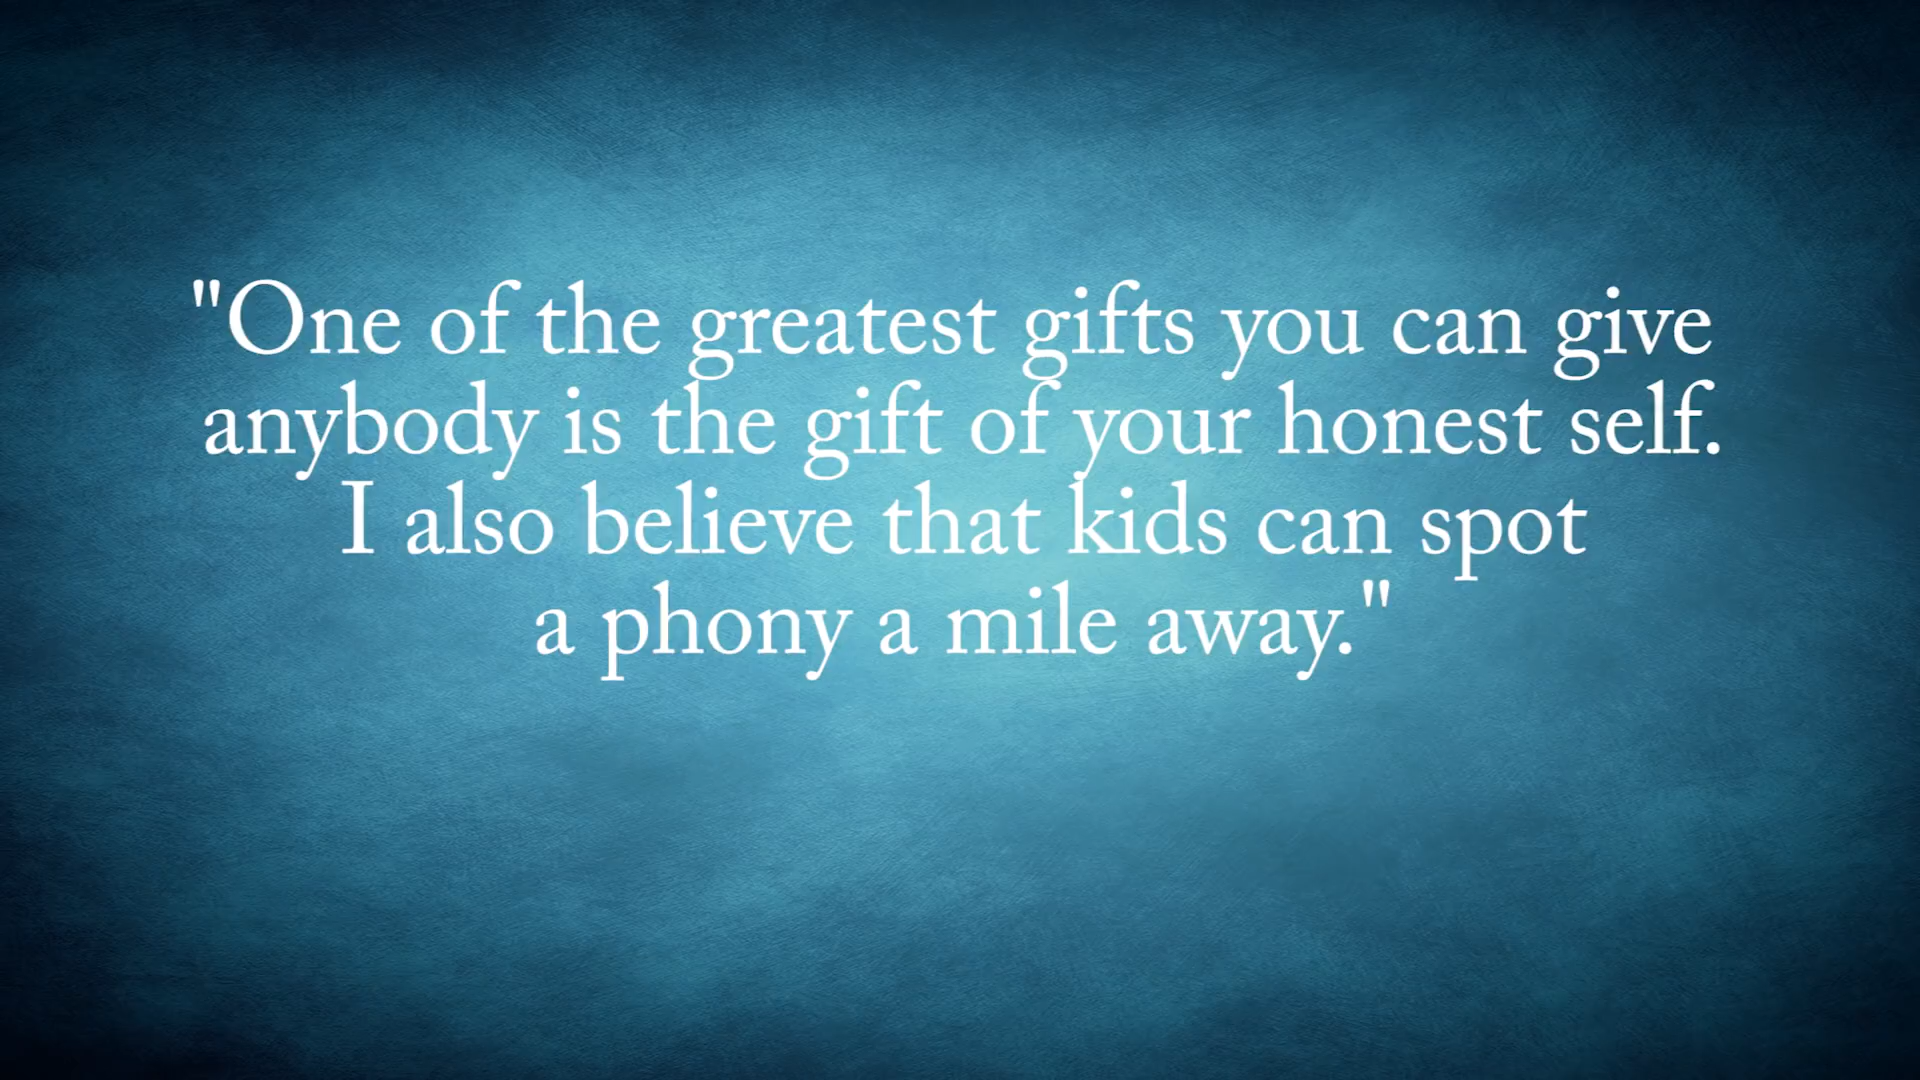 "One of the greatest gifts you can give
anybody is the gift of your honest self.
I also believe that kids can spot
a phony a mile away."